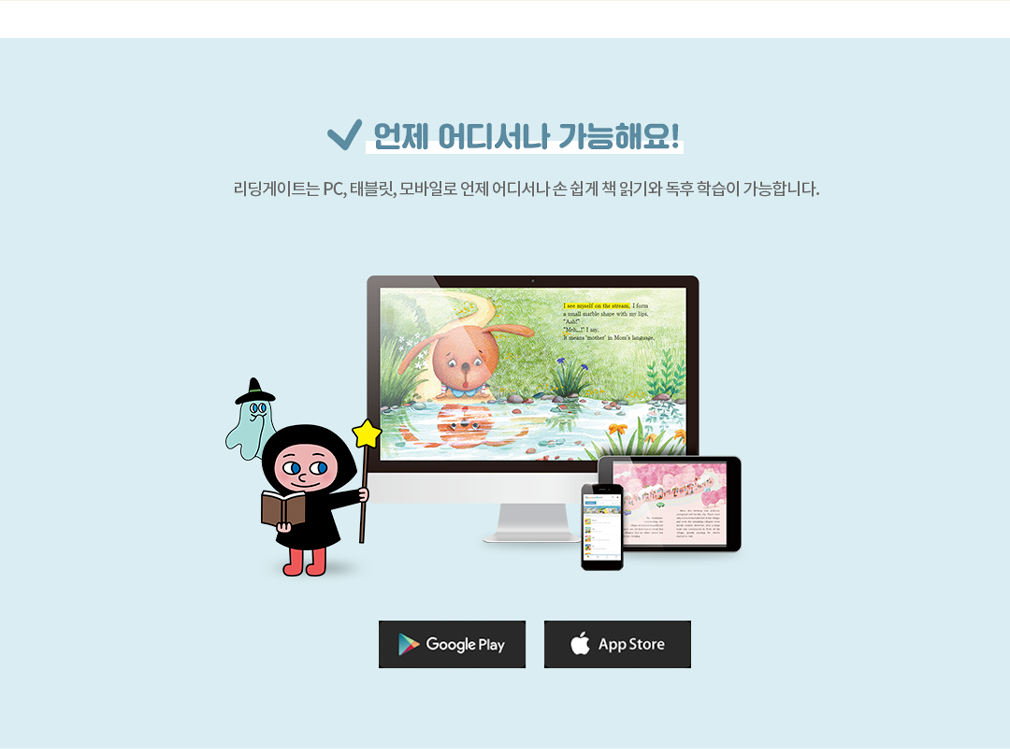 언제 어디서나 가능해요!
리딩게이트는 PC, 태블릿, 모바일로 언제 어디서나 손 쉽게 책 읽기와 독후 학습이 가능합니다.
I see myself on the stream, I form
a small marble shape with my lips,
"Aah!"
"Meh...!" I say.
It means 'mother' in Mom's language.
Google Play
App Store